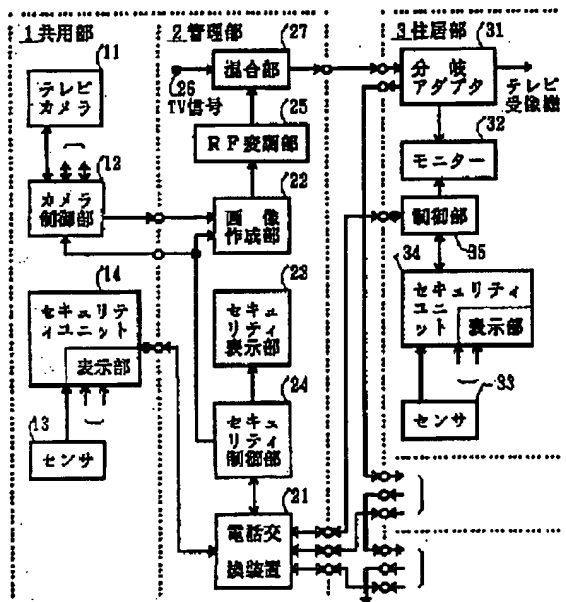 1 共用部
11
テレビ
カメラ
12
カメラ
制御部
14
セキュリテ
ィユニット
表示部
13
センサ
2 管理部
27
混合部
26
TV信号
25
RF変調部
22
画像
作成部
23
セキュ
リティ
表示部
24
セキュ
リティ
制御部
21
電話交
換装置
3 住居部
31
分岐
アダプタ
テレビ
受像機
32
モニター
制御部
35
34
セキュリティ
ユニ
ット
表示部
33
センサ